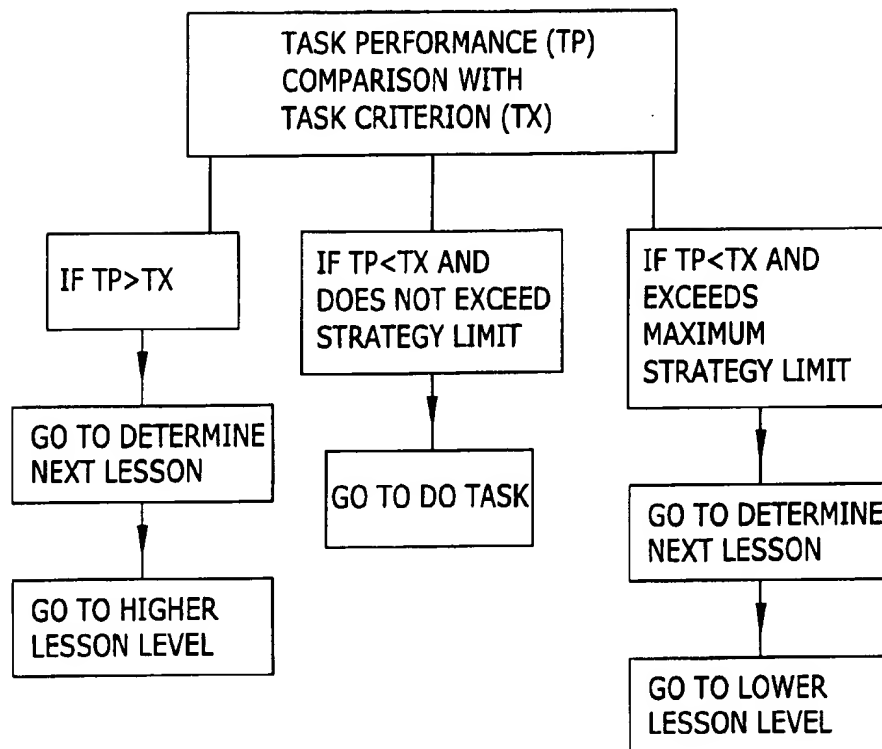 TASK PERFORMANCE (TP)
COMPARISON WITH
TASK CRITERION (TX)
IF TP>TX
GO TO DETERMINE
NEXT LESSON
GO TO HIGHER
LESSON LEVEL
IF TP<TX AND
DOES NOT EXCEED
STRATEGY LIMIT
GO TO DO TASK
IF TP<TX AND
EXCEEDS
MAXIMUM
STRATEGY LIMIT
GO TO DETERMINE
NEXT LESSON
GO TO LOWER
LESSON LEVEL